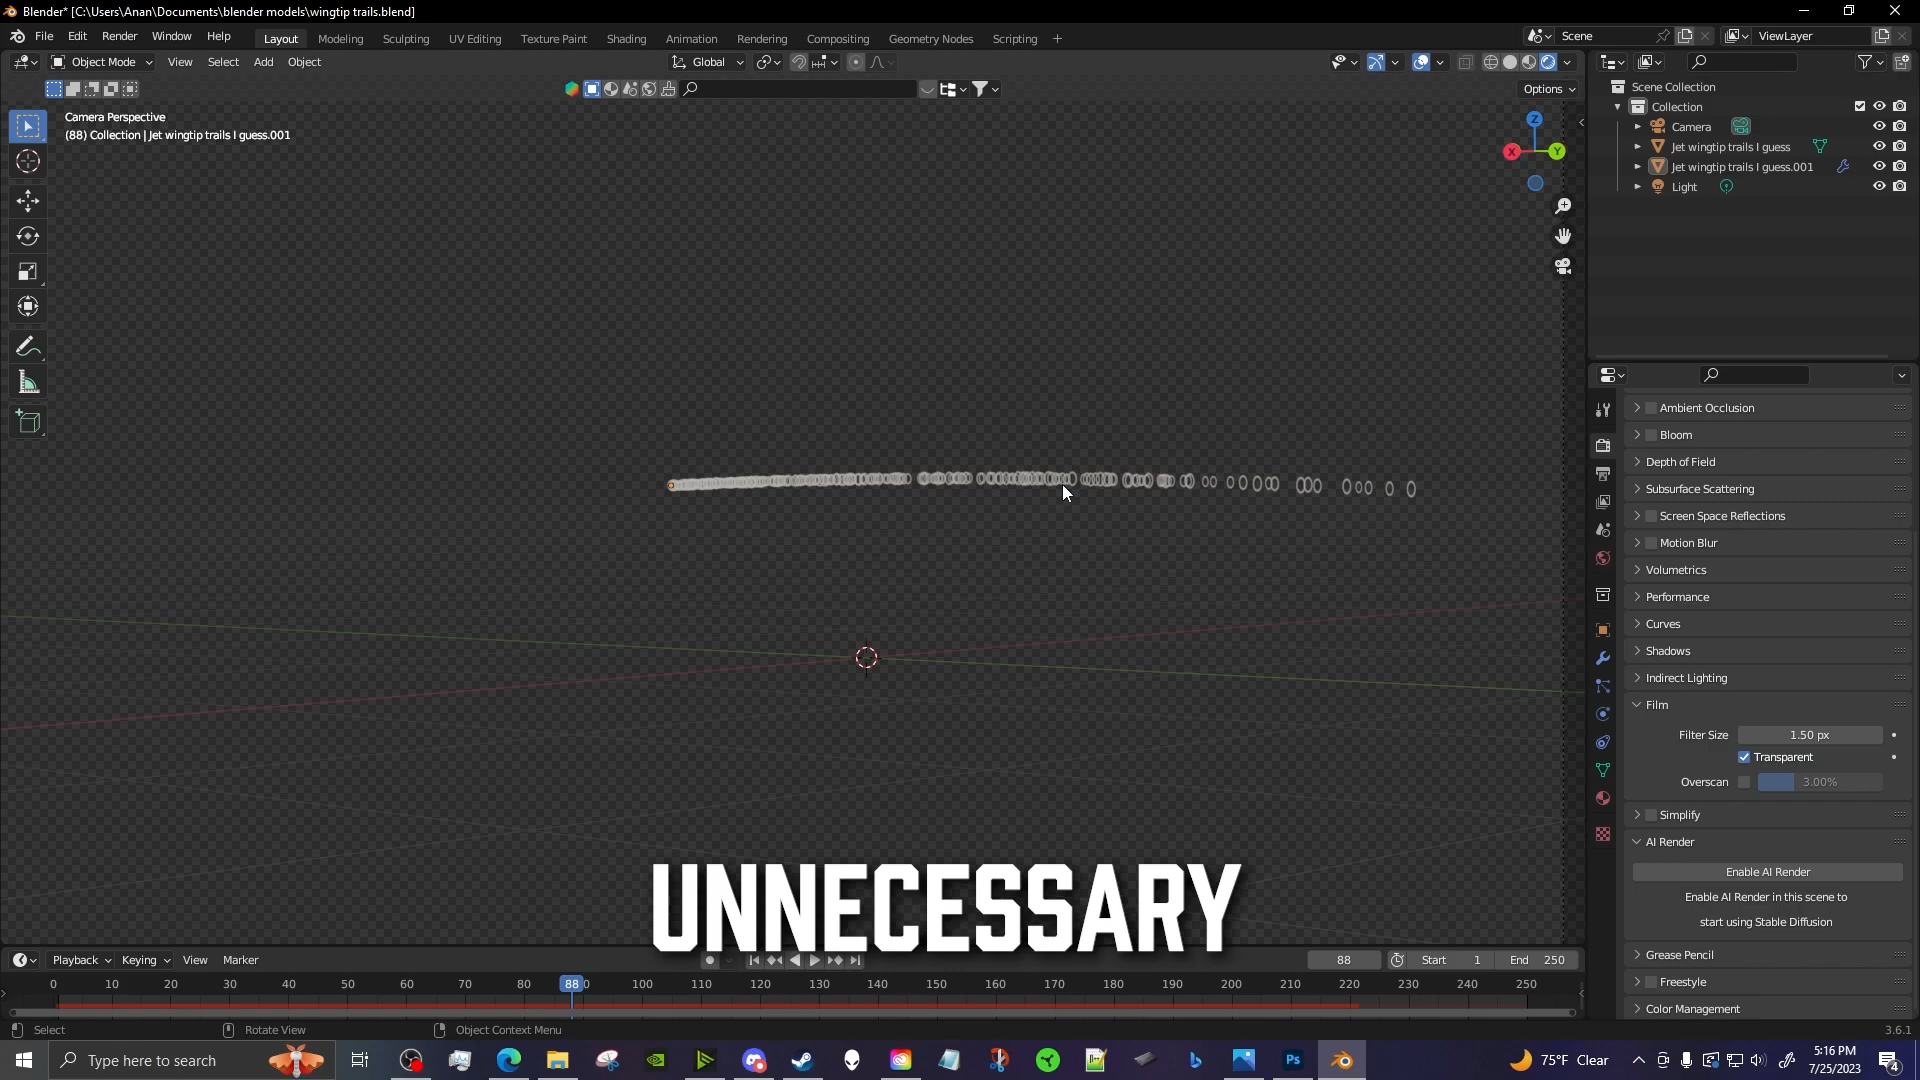 Blender* [C:\Users\Anan\Documents\blender models\wingtip trails.blend]
File Edit Render Window Help Layout Modeling Sculpting UV Editing Texture Paint Shading Animation Rendering Compositing Geometry Nodes Scripting + Scene ViewLayer
Object Mode View Select Add Object Global
Options
Camera Perspective
(88) Collection | Jet wingtip trails I guess.001
Z
X
Y
Scene Collection
Collection
Camera
Jet wingtip trails I guess
Jet wingtip trails I guess.001
Light
Ambient Occlusion
Bloom
Depth of Field
Subsurface Scattering
Screen Space Reflections
Motion Blur
Volumetrics
Performance
Curves
Shadows
Indirect Lighting
Film
Filter Size 1.50 px
Transparent
Overscan 3.00%
Simplify
AI Render
Enable AI Render
Enable AI Render in this scene to
start using Stable Diffusion
Grease Pencil
Freestyle
Color Management
UNNECESSARY
Playback Keying View Marker 88 Start 1 End 250
0 10 20 30 40 50 60 70 88 0 100 110 120 130 140 150 160 170 180 190 200 210 220 230 240 250
Select Rotate View Object Context Menu 3.6.1
Type here to search
Ps
75°F Clear
5:16 PM
7/25/2023
4